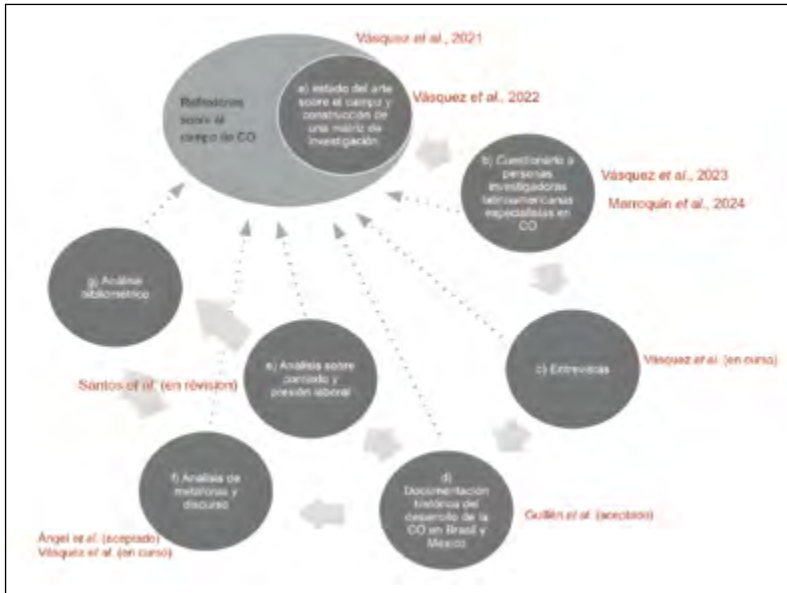 Vásquez et al., 2021
Reflexiones
sobre el
campo de CO
a) estado del arte
sobre el campo y
construcción de
una matriz de
investigación
Vásquez et al., 2022
b) Cuestionario a
personas
investigadoras
latinoamericanas
especialistas en
CO
Vásquez et al., 2023
Marroquín et al., 2024
g) Análisis
bibliométrico
e) Análisis sobre
presión laboral
c) Entrevistas
Vásquez et al. (en curso)
Santos et al. (en revisión)
f) Análisis de
metáforas y
discurso
d)
Documentación
histórica del
desarrollo de la
CO en Brasil y
México
Guillén et al. (aceptado)
Ángel et al. (aceptado)
Vásquez et al. (en curso)